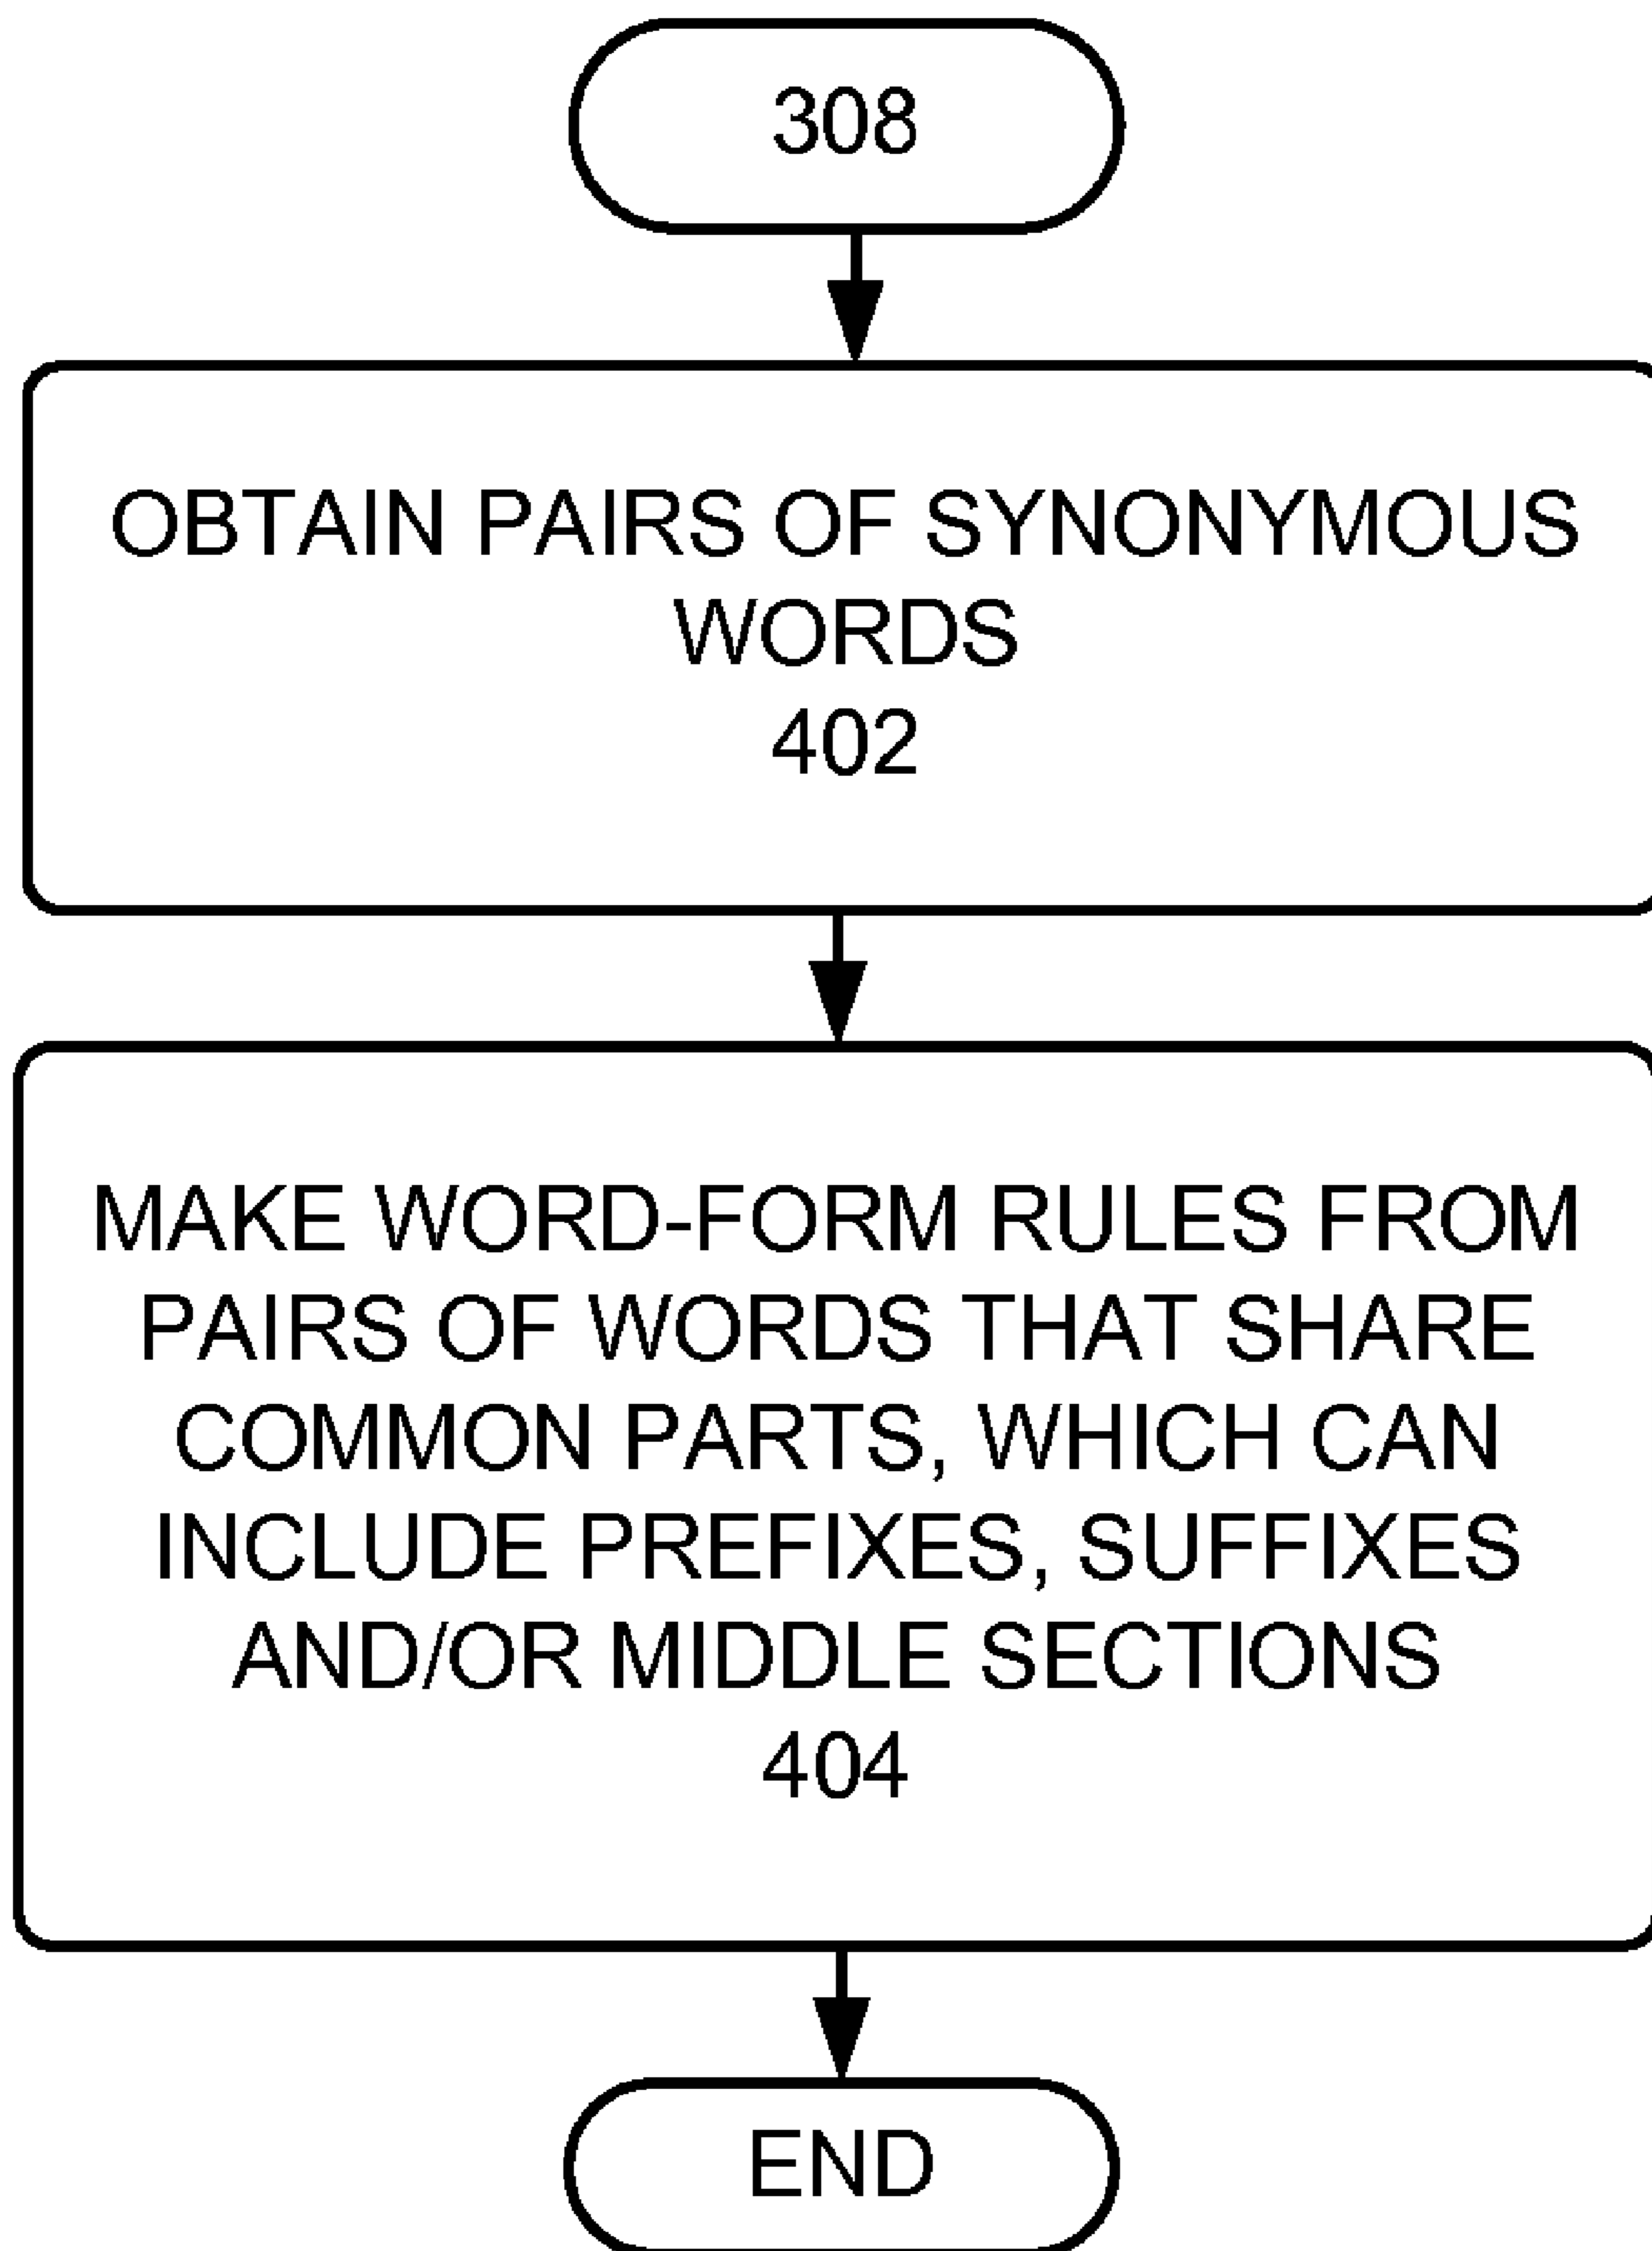 308
OBTAIN PAIRS OF SYNONYMOUS
WORDS
402
MAKE WORD-FORM RULES FROM
PAIRS OF WORDS THAT SHARE
COMMON PARTS, WHICH CAN
INCLUDE PREFIXES, SUFFIXES
AND/OR MIDDLE SECTIONS
404
END